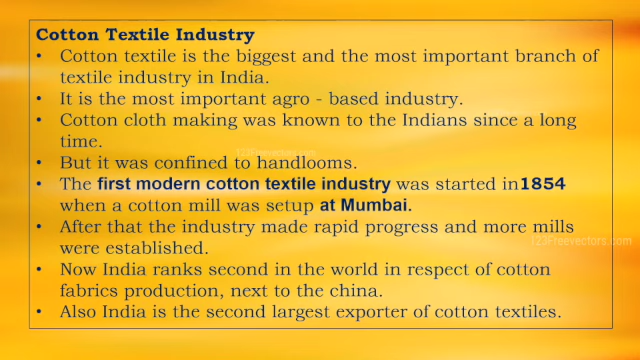 Cotton Textile Industry
• Cotton textile is the biggest and the most important branch of
textile industry in India.
• It is the most important agro - based industry.
• Cotton cloth making was known to the Indians since a long
time.
• But it was confined to handlooms.
• The first modern cotton textile industry was started in1854
when a cotton mill was setup at Mumbai.
• After that the industry made rapid progress and more mills
were established.
• Now India ranks second in the world in respect of cotton
fabrics production, next to the china.
• Also India is the second largest exporter of cotton textiles.
123Freevectors.com